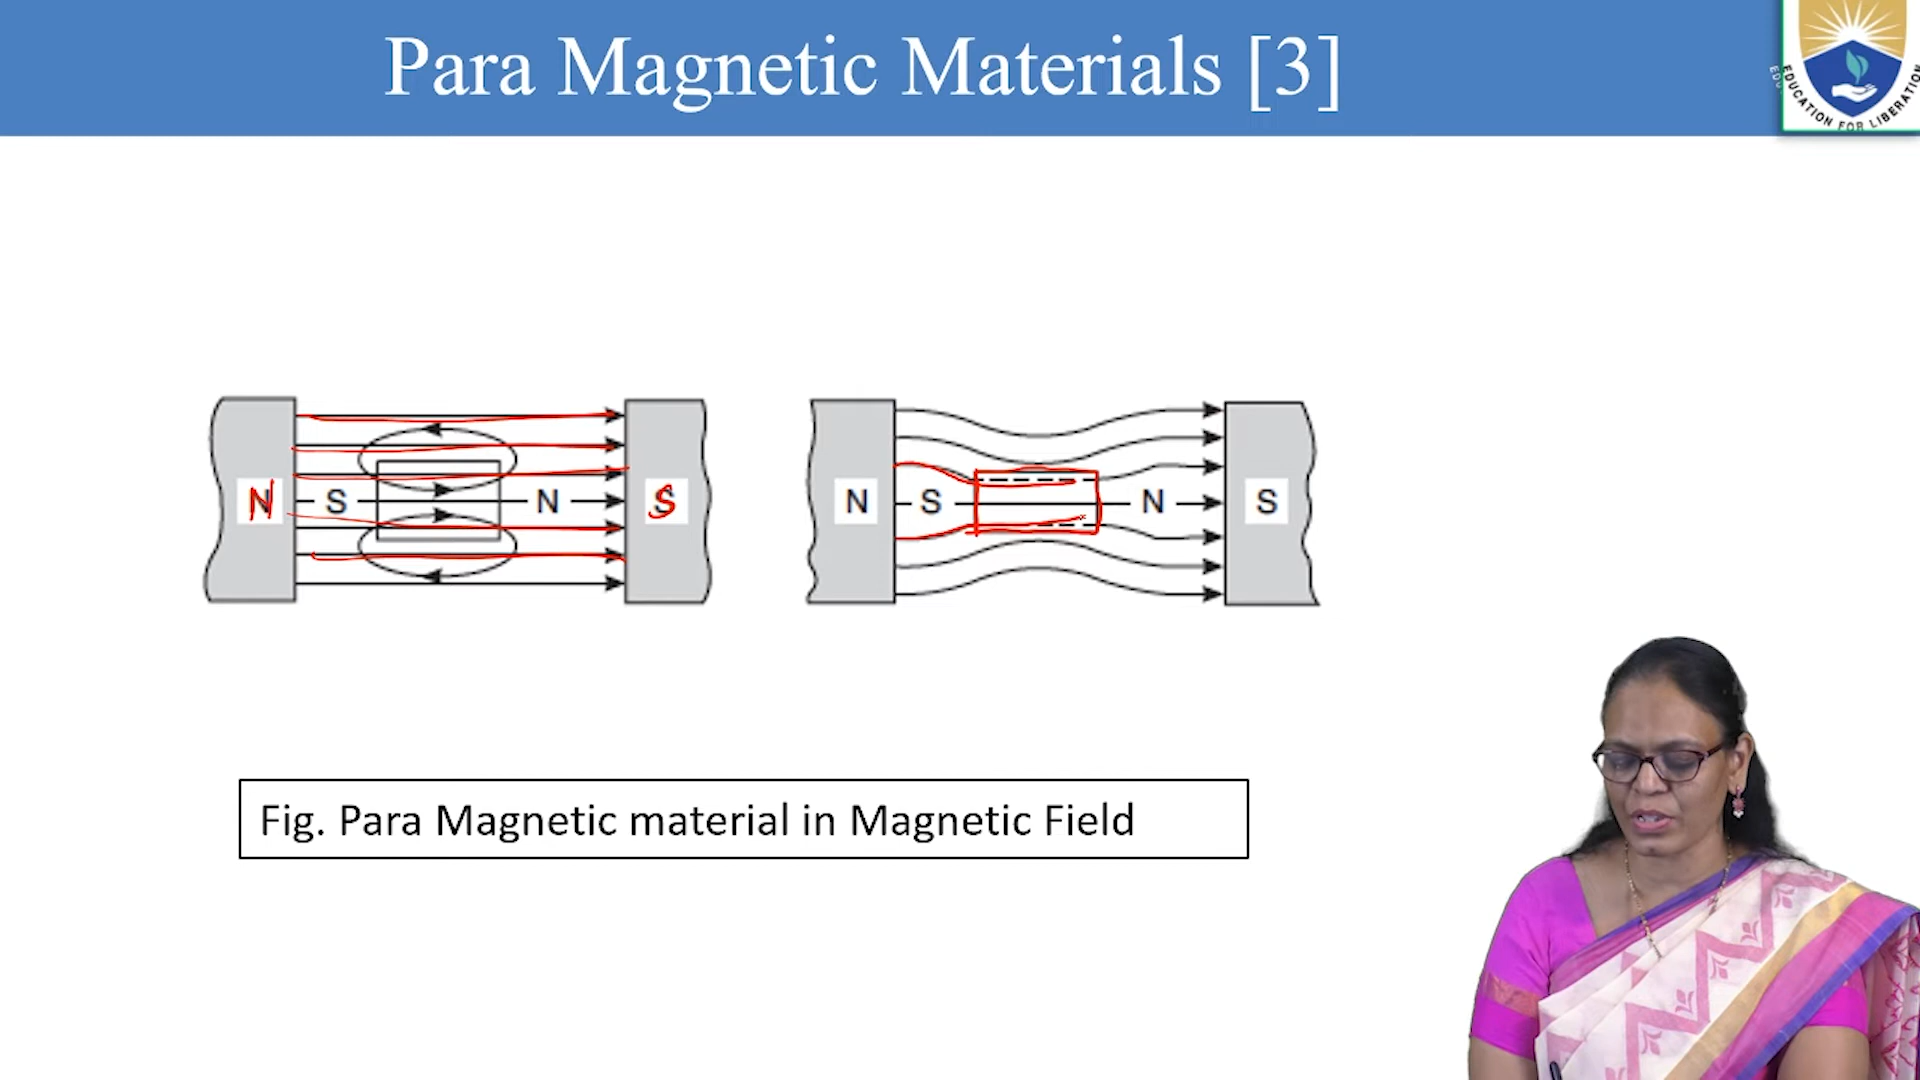 Para Magnetic Materials [3]
EDUCATION FOR LIBERATION
N S N S
N S N S
Fig. Para Magnetic material in Magnetic Field